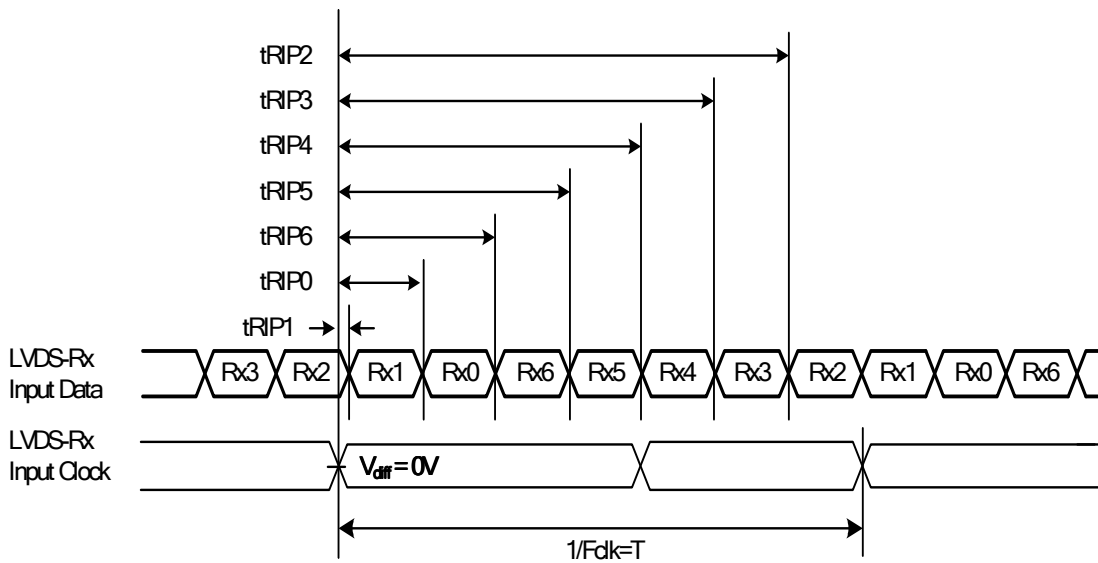 tRIP2
tRIP3
tRIP4
tRIP5
tRIP6
tRIP0
tRIP1
LVDS-Rx
Input Data
Rx3 Rx2 Rx1 Rx0 Rx6 Rx5 Rx4 Rx3 Rx2 Rx1 Rx0 Rx6
LVDS-Rx
Input Clock
Vdiff = 0V
1/Fclk=T